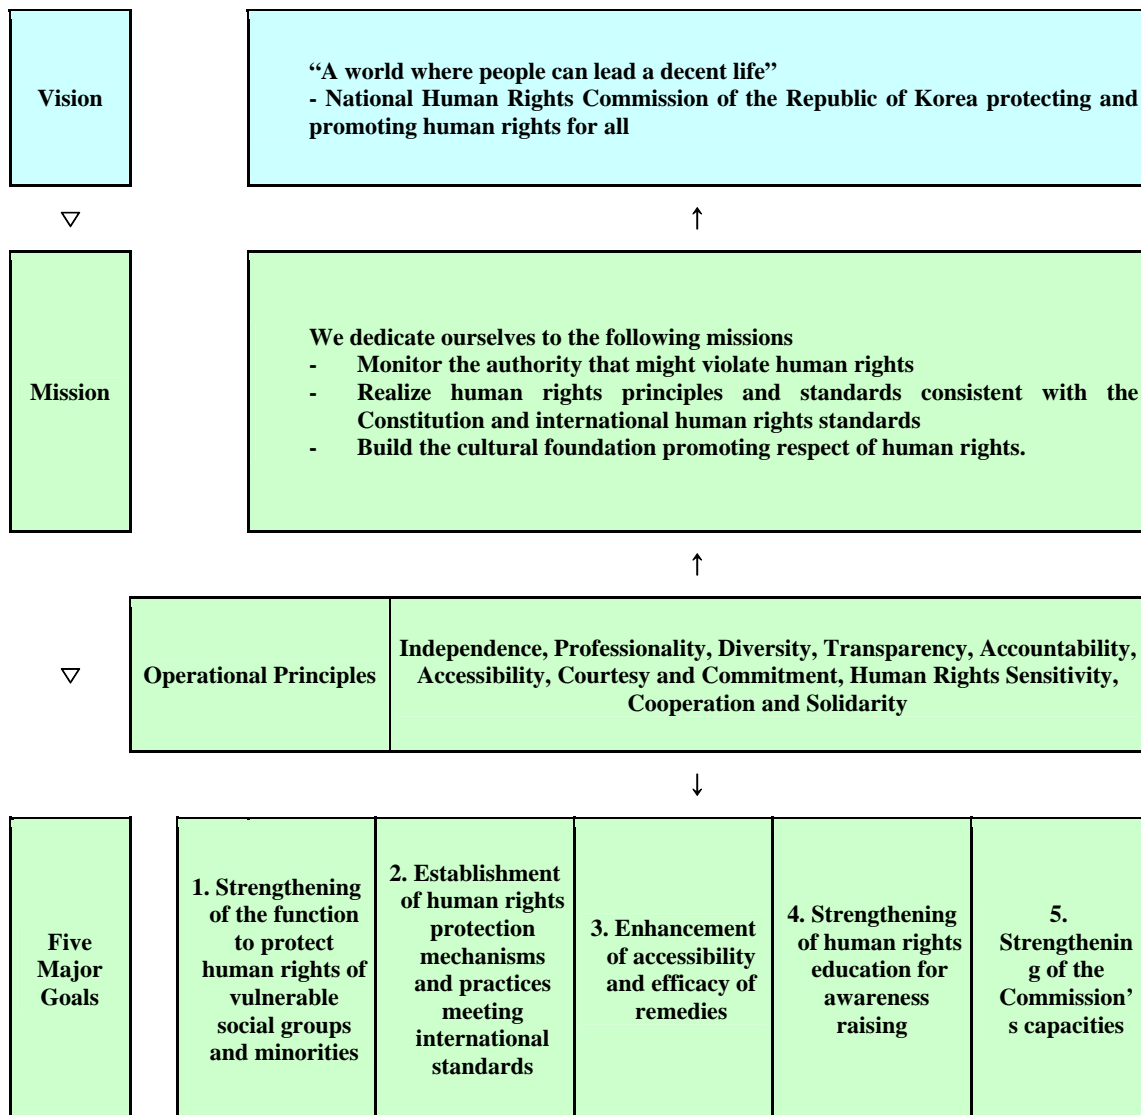 Vision
“A world where people can lead a decent life”
- National Human Rights Commission of the Republic of Korea protecting and
promoting human rights for all
▽
↑
Mission
We dedicate ourselves to the following missions
- Monitor the authority that might violate human rights
- Realize human rights principles and standards consistent with the
Constitution and international human rights standards
- Build the cultural foundation promoting respect of human rights.
↑
▽
Operational Principles
Independence, Professionality, Diversity, Transparency, Accountability,
Accessibility, Courtesy and Commitment, Human Rights Sensitivity,
Cooperation and Solidarity
↓
Five
Major
Goals
1. Strengthening
of the function
to protect
human rights of
vulnerable
social groups
and minorities
2. Establishment
of human rights
protection
mechanisms
and practices
meeting
international
standards
3. Enhancement
of accessibility
and efficacy of
remedies
4. Strengthening
of human rights
education for
awareness
raising
5.
Strengthenin
g of the
Commission’
s capacities